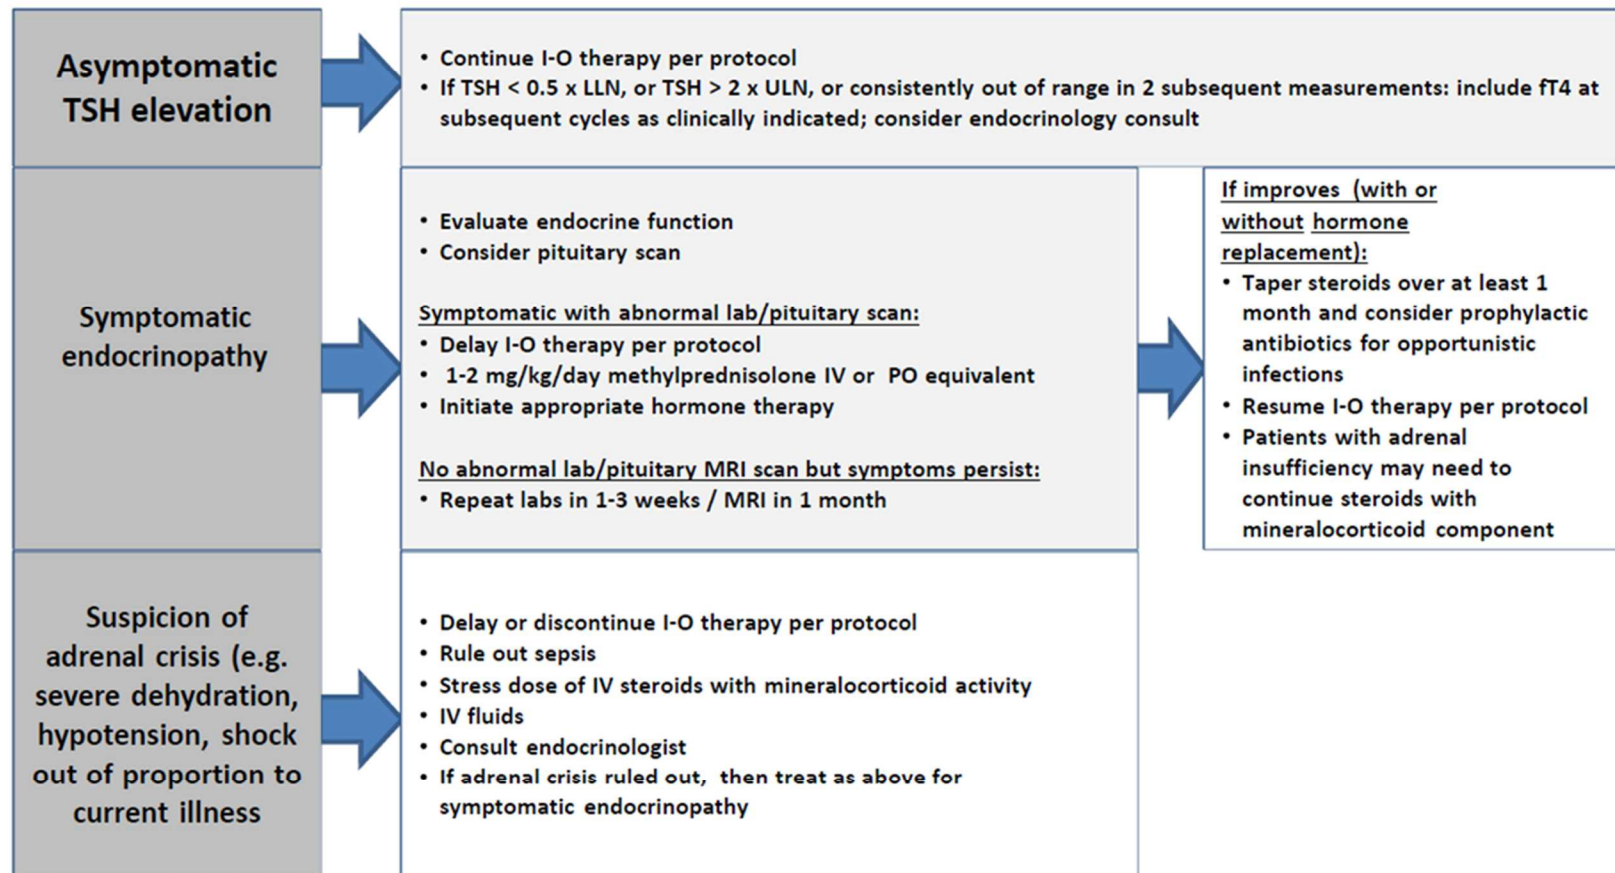 Asymptomatic
TSH elevation
• Continue I-O therapy per protocol
• If TSH < 0.5 x LLN, or TSH > 2 x ULN, or consistently out of range in 2 subsequent measurements: include fT4 at
subsequent cycles as clinically indicated; consider endocrinology consult
Symptomatic
endocrinopathy
• Evaluate endocrine function
• Consider pituitary scan
Symptomatic with abnormal lab/pituitary scan:
• Delay I-O therapy per protocol
• 1-2 mg/kg/day methylprednisolone IV or PO equivalent
• Initiate appropriate hormone therapy
No abnormal lab/pituitary MRI scan but symptoms persist:
• Repeat labs in 1-3 weeks / MRI in 1 month
If improves (with or
without hormone
replacement):
• Taper steroids over at least 1
month and consider prophylactic
antibiotics for opportunistic
infections
• Resume I-O therapy per protocol
• Patients with adrenal
insufficiency may need to
continue steroids with
mineralocorticoid component
Suspicion of
adrenal crisis (e.g.
severe dehydration,
hypotension, shock
out of proportion to
current illness
• Delay or discontinue I-O therapy per protocol
• Rule out sepsis
• Stress dose of IV steroids with mineralocorticoid activity
• IV fluids
• Consult endocrinologist
• If adrenal crisis ruled out, then treat as above for
symptomatic endocrinopathy